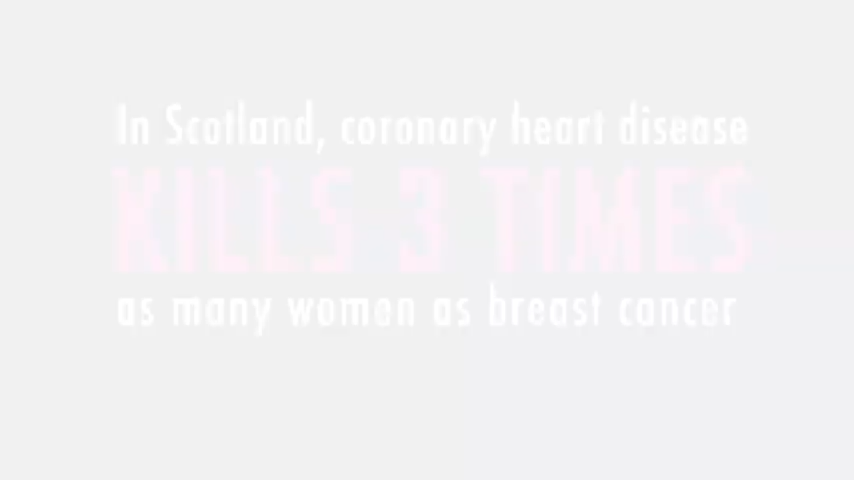 In Scotland, coronary heart disease
KILLS 3 TIMES
as many women as breast cancer